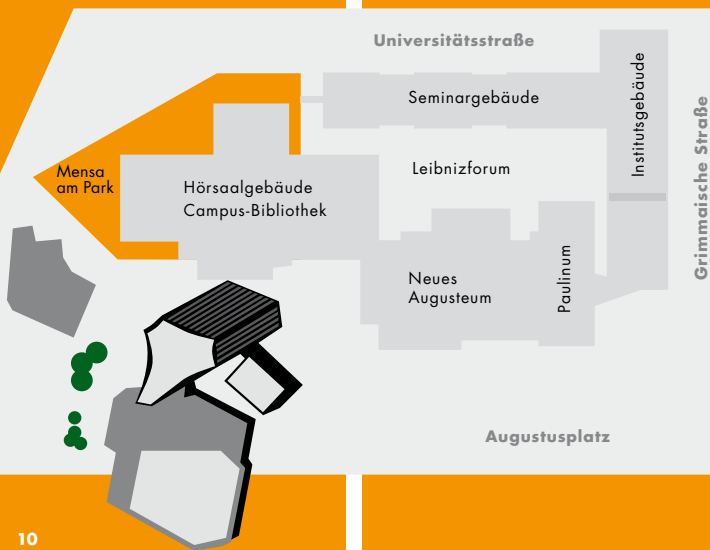 Universitätsstraße
Seminargebäude
Institutsgebäude
Grimmaische Straße
Mensa
am Park
Hörsaalgebäude
Campus-Bibliothek
Leibnizforum
Neues
Augusteum
Paulinum
Augustusplatz
10